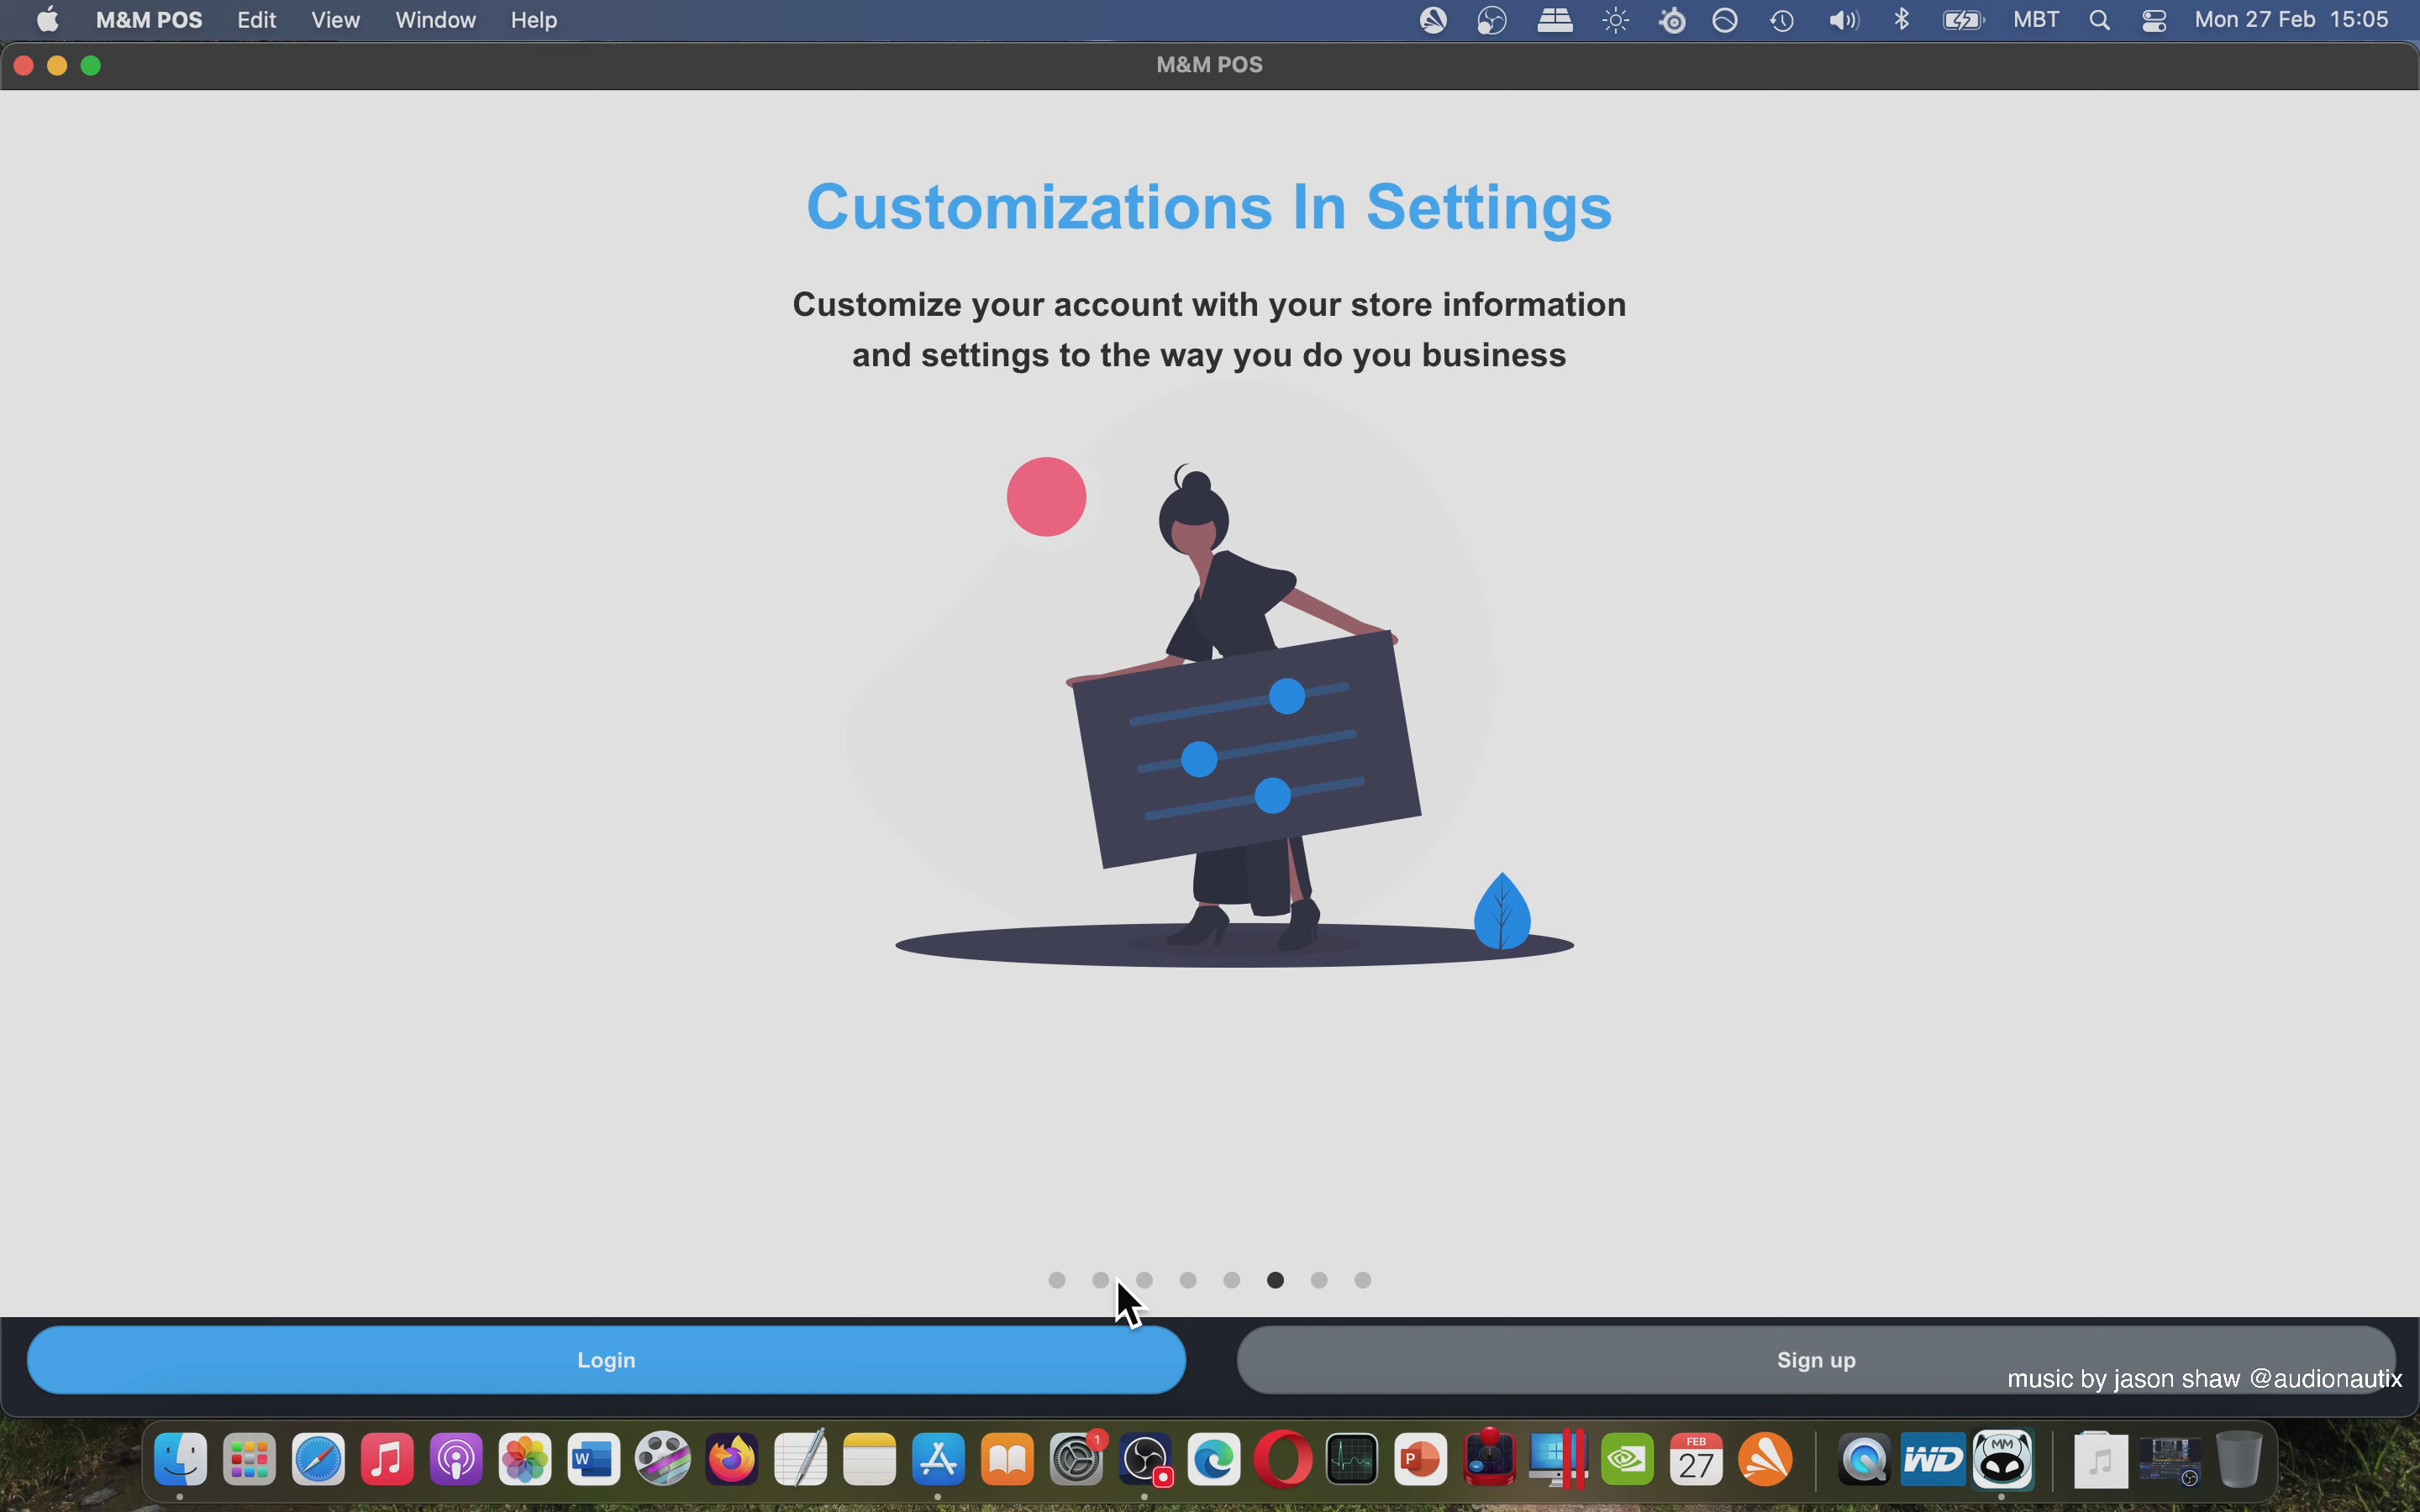 M&M POS Edit View Window Help MBT Mon 27 Feb 15:05
M&M POS
Customizations In Settings
Customize your account with your store information
and settings to the way you do you business
Login
Sign up
music by jason shaw @audionautix
1
W
P
FEB
27
WD
MM